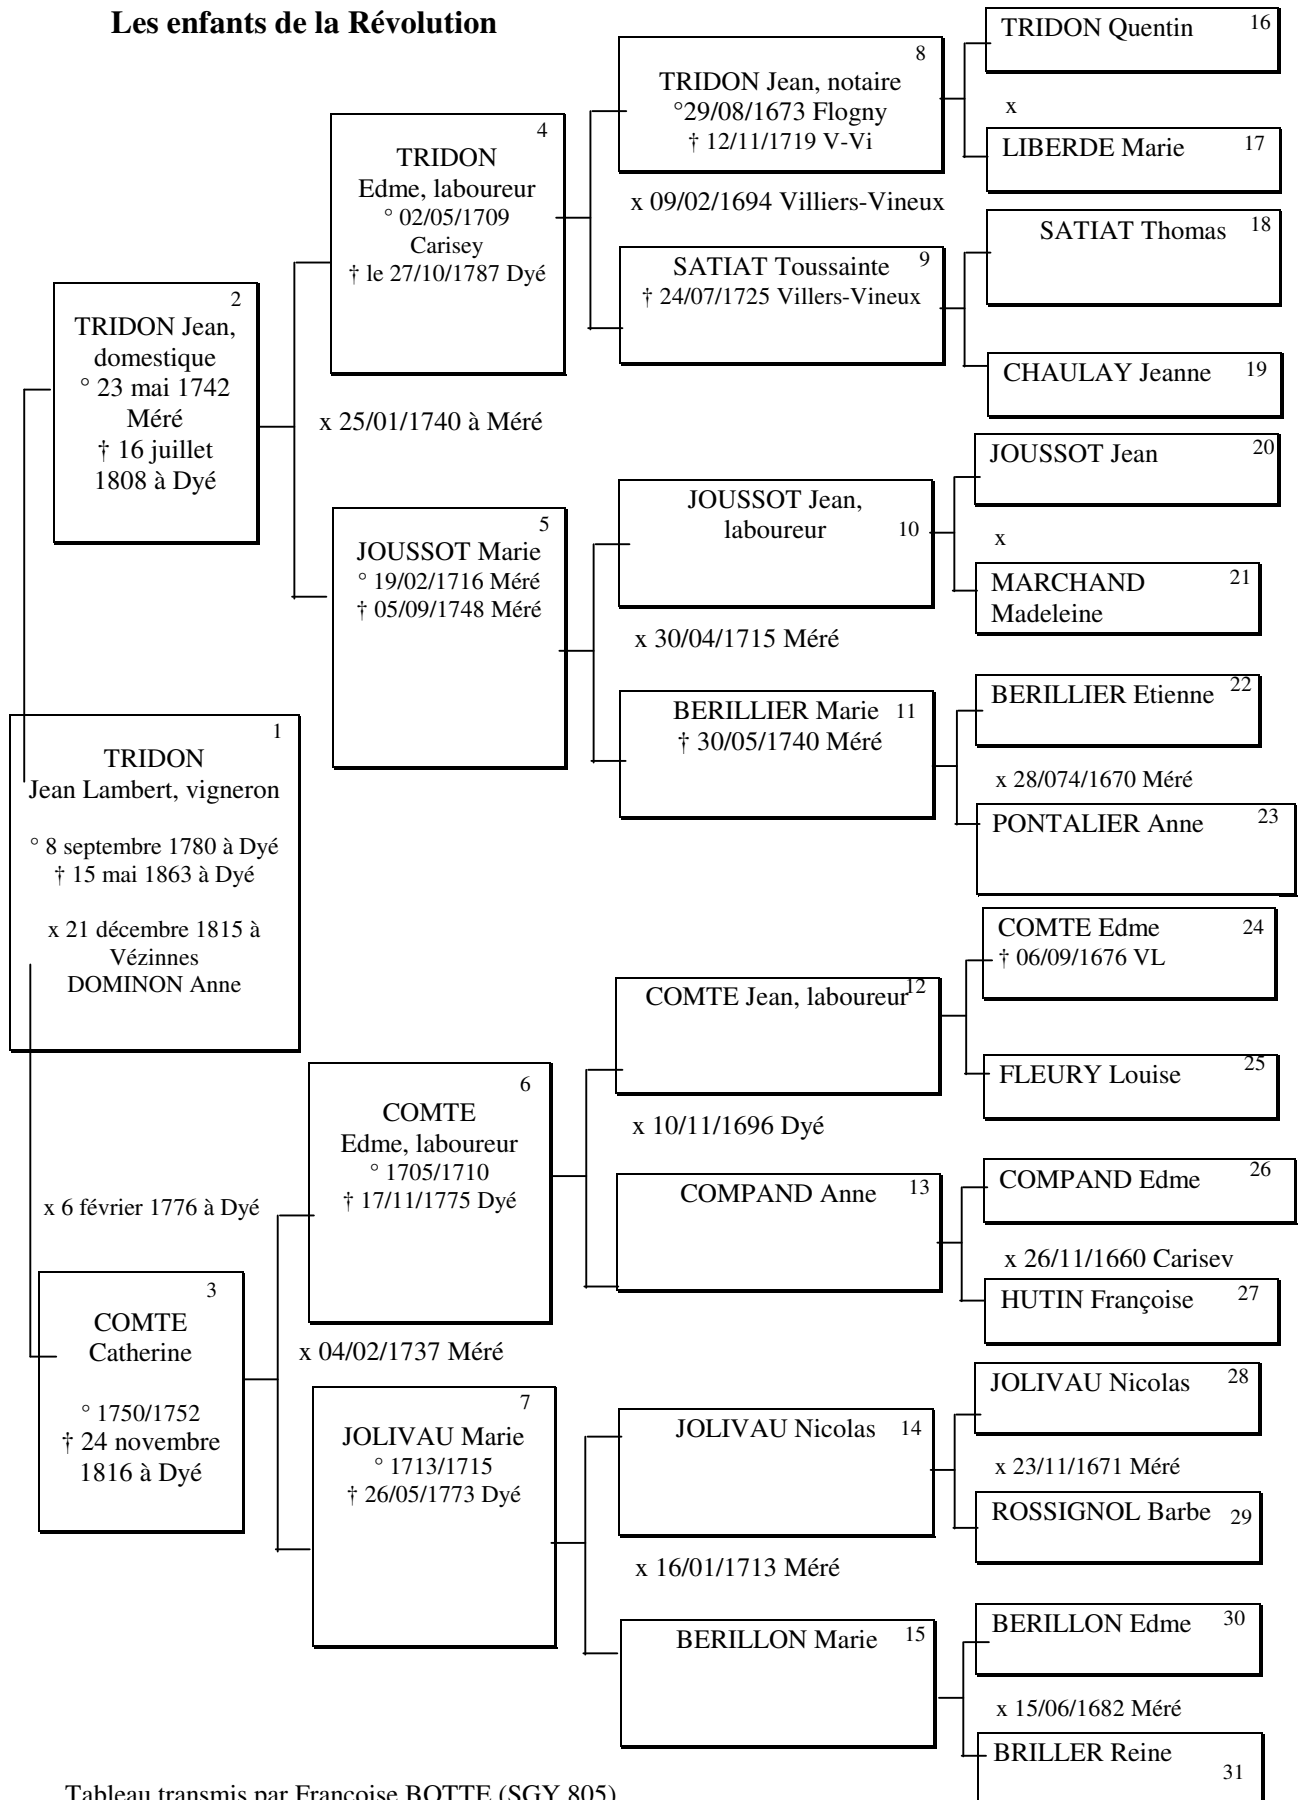 Les enfants de la Révolution
1
TRIDON
Jean Lambert, vigneron
° 8 septembre 1780 à Dyé
† 15 mai 1863 à Dyé
x 21 décembre 1815 à
Vézinnes
DOMINON Anne
2
TRIDON Jean,
domestique
° 23 mai 1742
Méré
† 16 juillet
1808 à Dyé
x 6 février 1776 à Dyé
3
COMTE
Catherine
° 1750/1752
† 24 novembre
1816 à Dyé
4
TRIDON
Edme, laboureur
° 02/05/1709
Carisey
† le 27/10/1787 Dyé
x 25/01/1740 à Méré
5
JOUSSOT Marie
° 19/02/1716 Méré
† 05/09/1748 Méré
6
COMTE
Edme, laboureur
° 1705/1710
† 17/11/1775 Dyé
x 04/02/1737 Méré
7
JOLIVAU Marie
° 1713/1715
† 26/05/1773 Dyé
8
TRIDON Jean, notaire
°29/08/1673 Flogny
† 12/11/1719 V-Vi
x 09/02/1694 Villiers-Vineux
SATIAT Toussainte 9
† 24/07/1725 Villers-Vineux
JOUSSOT Jean,
laboureur 10
x 30/04/1715 Méré
BERILLIER Marie 11
† 30/05/1740 Méré
COMTE Jean, laboureur 12
x 10/11/1696 Dyé
COMPAND Anne 13
JOLIVAU Nicolas 14
x 16/01/1713 Méré
BERILLON Marie 15
TRIDON Quentin 16
x
LIBERDE Marie 17
SATIAT Thomas 18
CHAULAY Jeanne 19
JOUSSOT Jean 20
x
MARCHAND 21
Madeleine
BERILLIER Etienne 22
x 28/074/1670 Méré
PONTALIER Anne 23
COMTE Edme 24
† 06/09/1676 VL
FLEURY Louise 25
COMPAND Edme 26
x 26/11/1660 Carisev
HUTIN Françoise 27
JOLIVAU Nicolas 28
x 23/11/1671 Méré
ROSSIGNOL Barbe 29
BERILLON Edme 30
x 15/06/1682 Méré
BRILLER Reine
31
Tableau transmis par Françoise BOTTE (SGY 805)